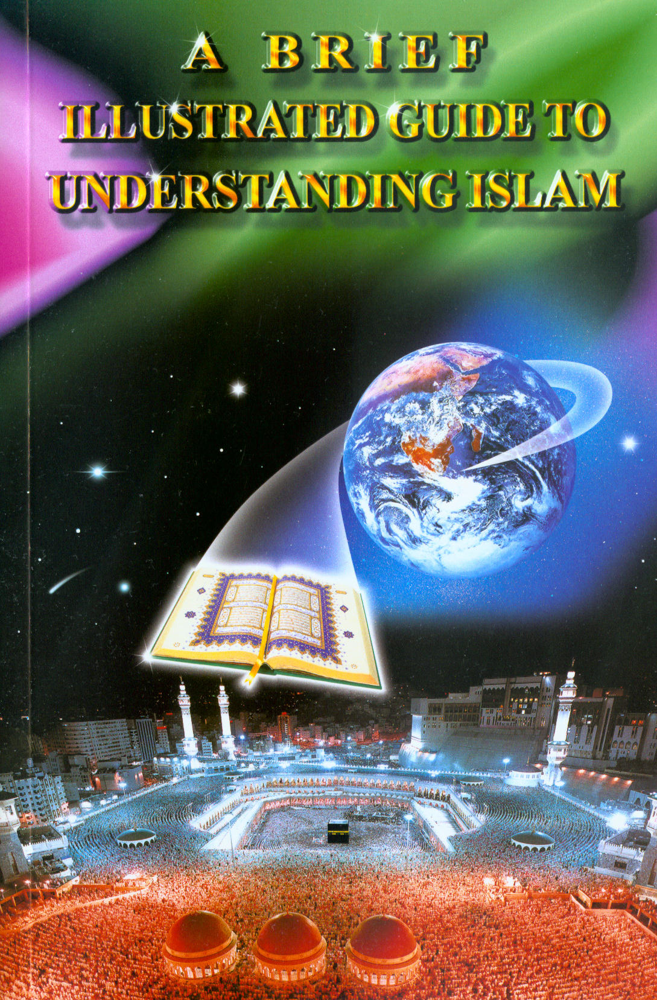 A BRIEF
ILLUSTRATED GUIDE TO
UNDERSTANDING ISLAM